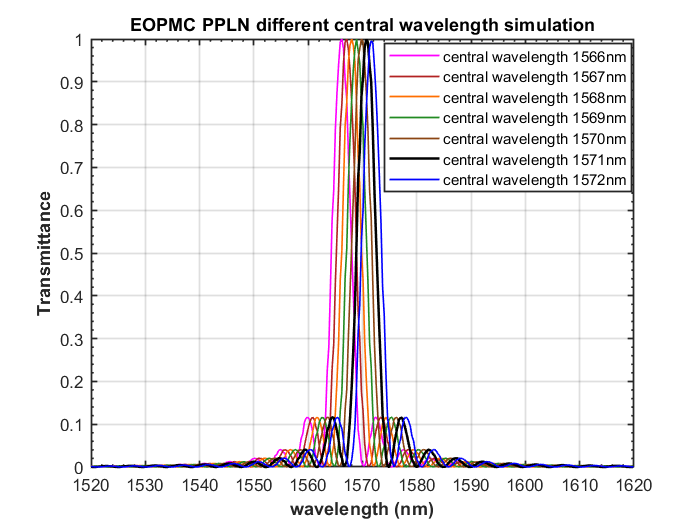 EOPMC PPLN different central wavelength simulation
1
0.9
0.8
0.7
0.6
0.5
0.4
0.3
0.2
0.1
0
Transmittance
central wavelength 1566nm
central wavelength 1567nm
central wavelength 1568nm
central wavelength 1569nm
central wavelength 1570nm
central wavelength 1571nm
central wavelength 1572nm
1520 1530 1540 1550 1560 1570 1580 1590 1600 1610 1620
wavelength (nm)